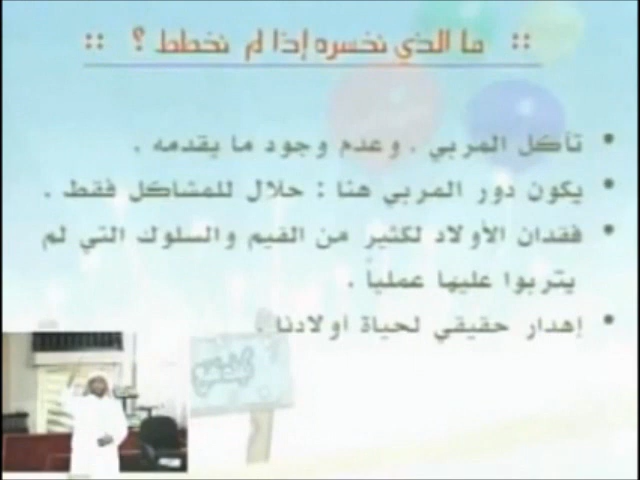 :: ما الذي نخسره إذا لم نخطط ؟ ::
• تآكل المربي . وعدم وجود ما يقدمه .
• يكون دور المربي هنا : حلال للمشاكل فقط .
• فقدان الأولاد لكثير من القيم والسلوك التي لم
يتربوا عليها عملياً .
• إهدار حقيقي لحياة أولادنا .